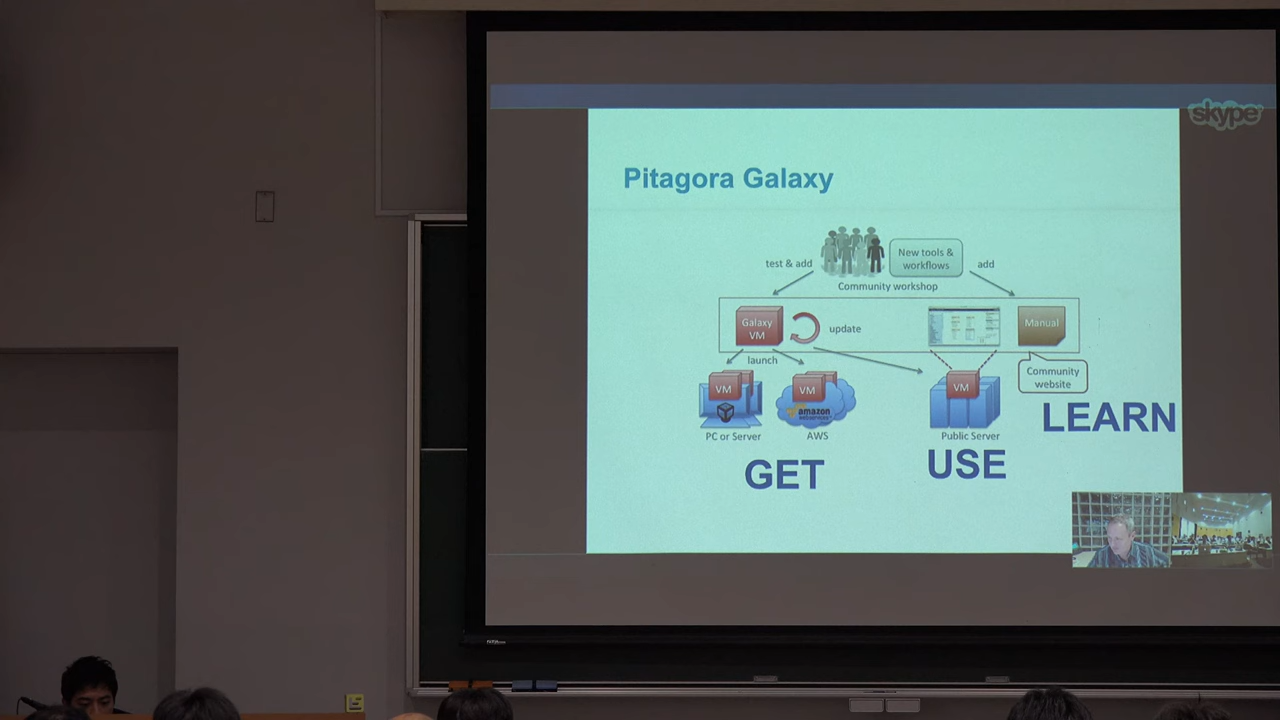 skype
Pitagora Galaxy
New tools &
workflows
test & add
add
Community workshop
Galaxy
VM
update
Manual
launch
Community
website
VM
VM
VM
amazon
PC or Server
AWS
Public Server
LEARN
GET
USE